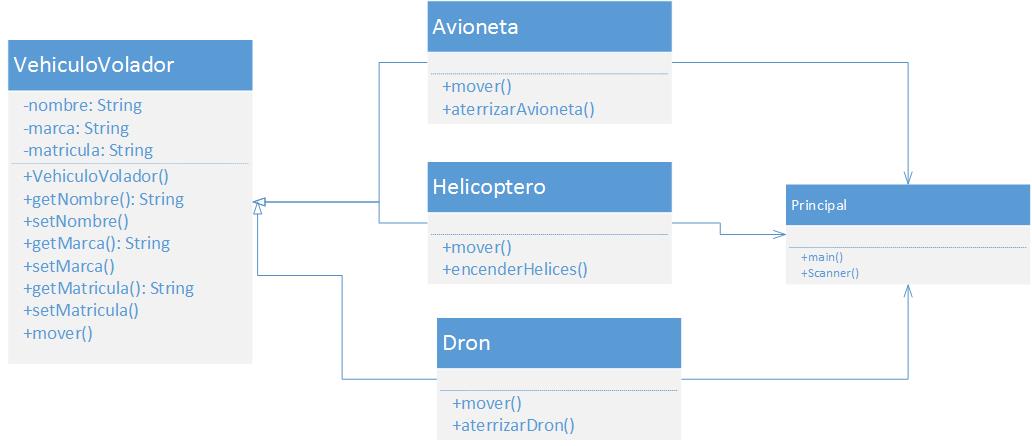 VehiculoVolador
-nombre: String
-marca: String
-matricula: String
+VehiculoVolador()
+getNombre(): String
+setNombre()
+getMarca(): String
+setMarca()
+getMatricula(): String
+setMatricula()
+mover()
Avioneta
+mover()
+aterrizarAvioneta()
Helicoptero
+mover()
+encenderHelices()
Dron
+mover()
+aterrizarDron()
Principal
+main()
+Scanner()